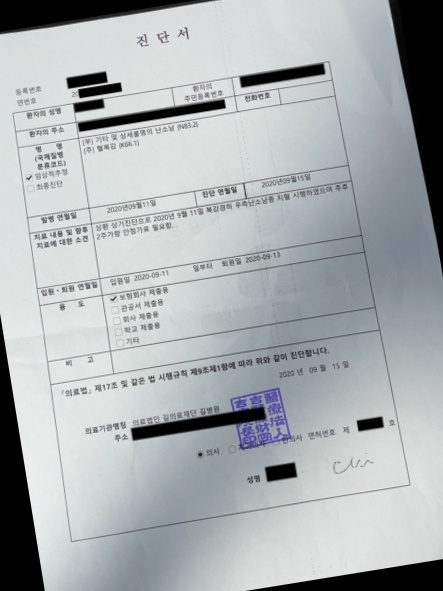 진 단 서
등록번호
연번호 20
환자의 성명
환자의 주민등록번호
환자의 주소
전화번호
병 명
(국제질병
분류코드)
임상적추정
최종진단
(부) 기타 및 상세불명의 난소낭 (N83.2)
(주) 혈복강 (K66.1)
발병 연월일 2020년09월11일 진단 연월일 2020년09월15일
치료 내용 및 향후
치료에 대한 소견
상환 상기진단으로 2020년 9월 11일 복강경하 우측난소낭종 지혈 시행하였으며 추후
2주가량 안정가료 필요함.
입원·퇴원 연월일 입원일 2020-09-11 일부터 퇴원일 2020-09-13
용 도
보험회사 제출용
관공서 제출용
회사 제출용
학교 제출용
기타
비 고
「의료법」 제17조 및 같은 법 시행규칙 제9조제1항에 따라 위와 같이 진단합니다.
2020 년 09 월 15 일
의료기관명칭 의료법인 길의료재단 길병원
주소
의사 한의사 면허번호 제 호
성명